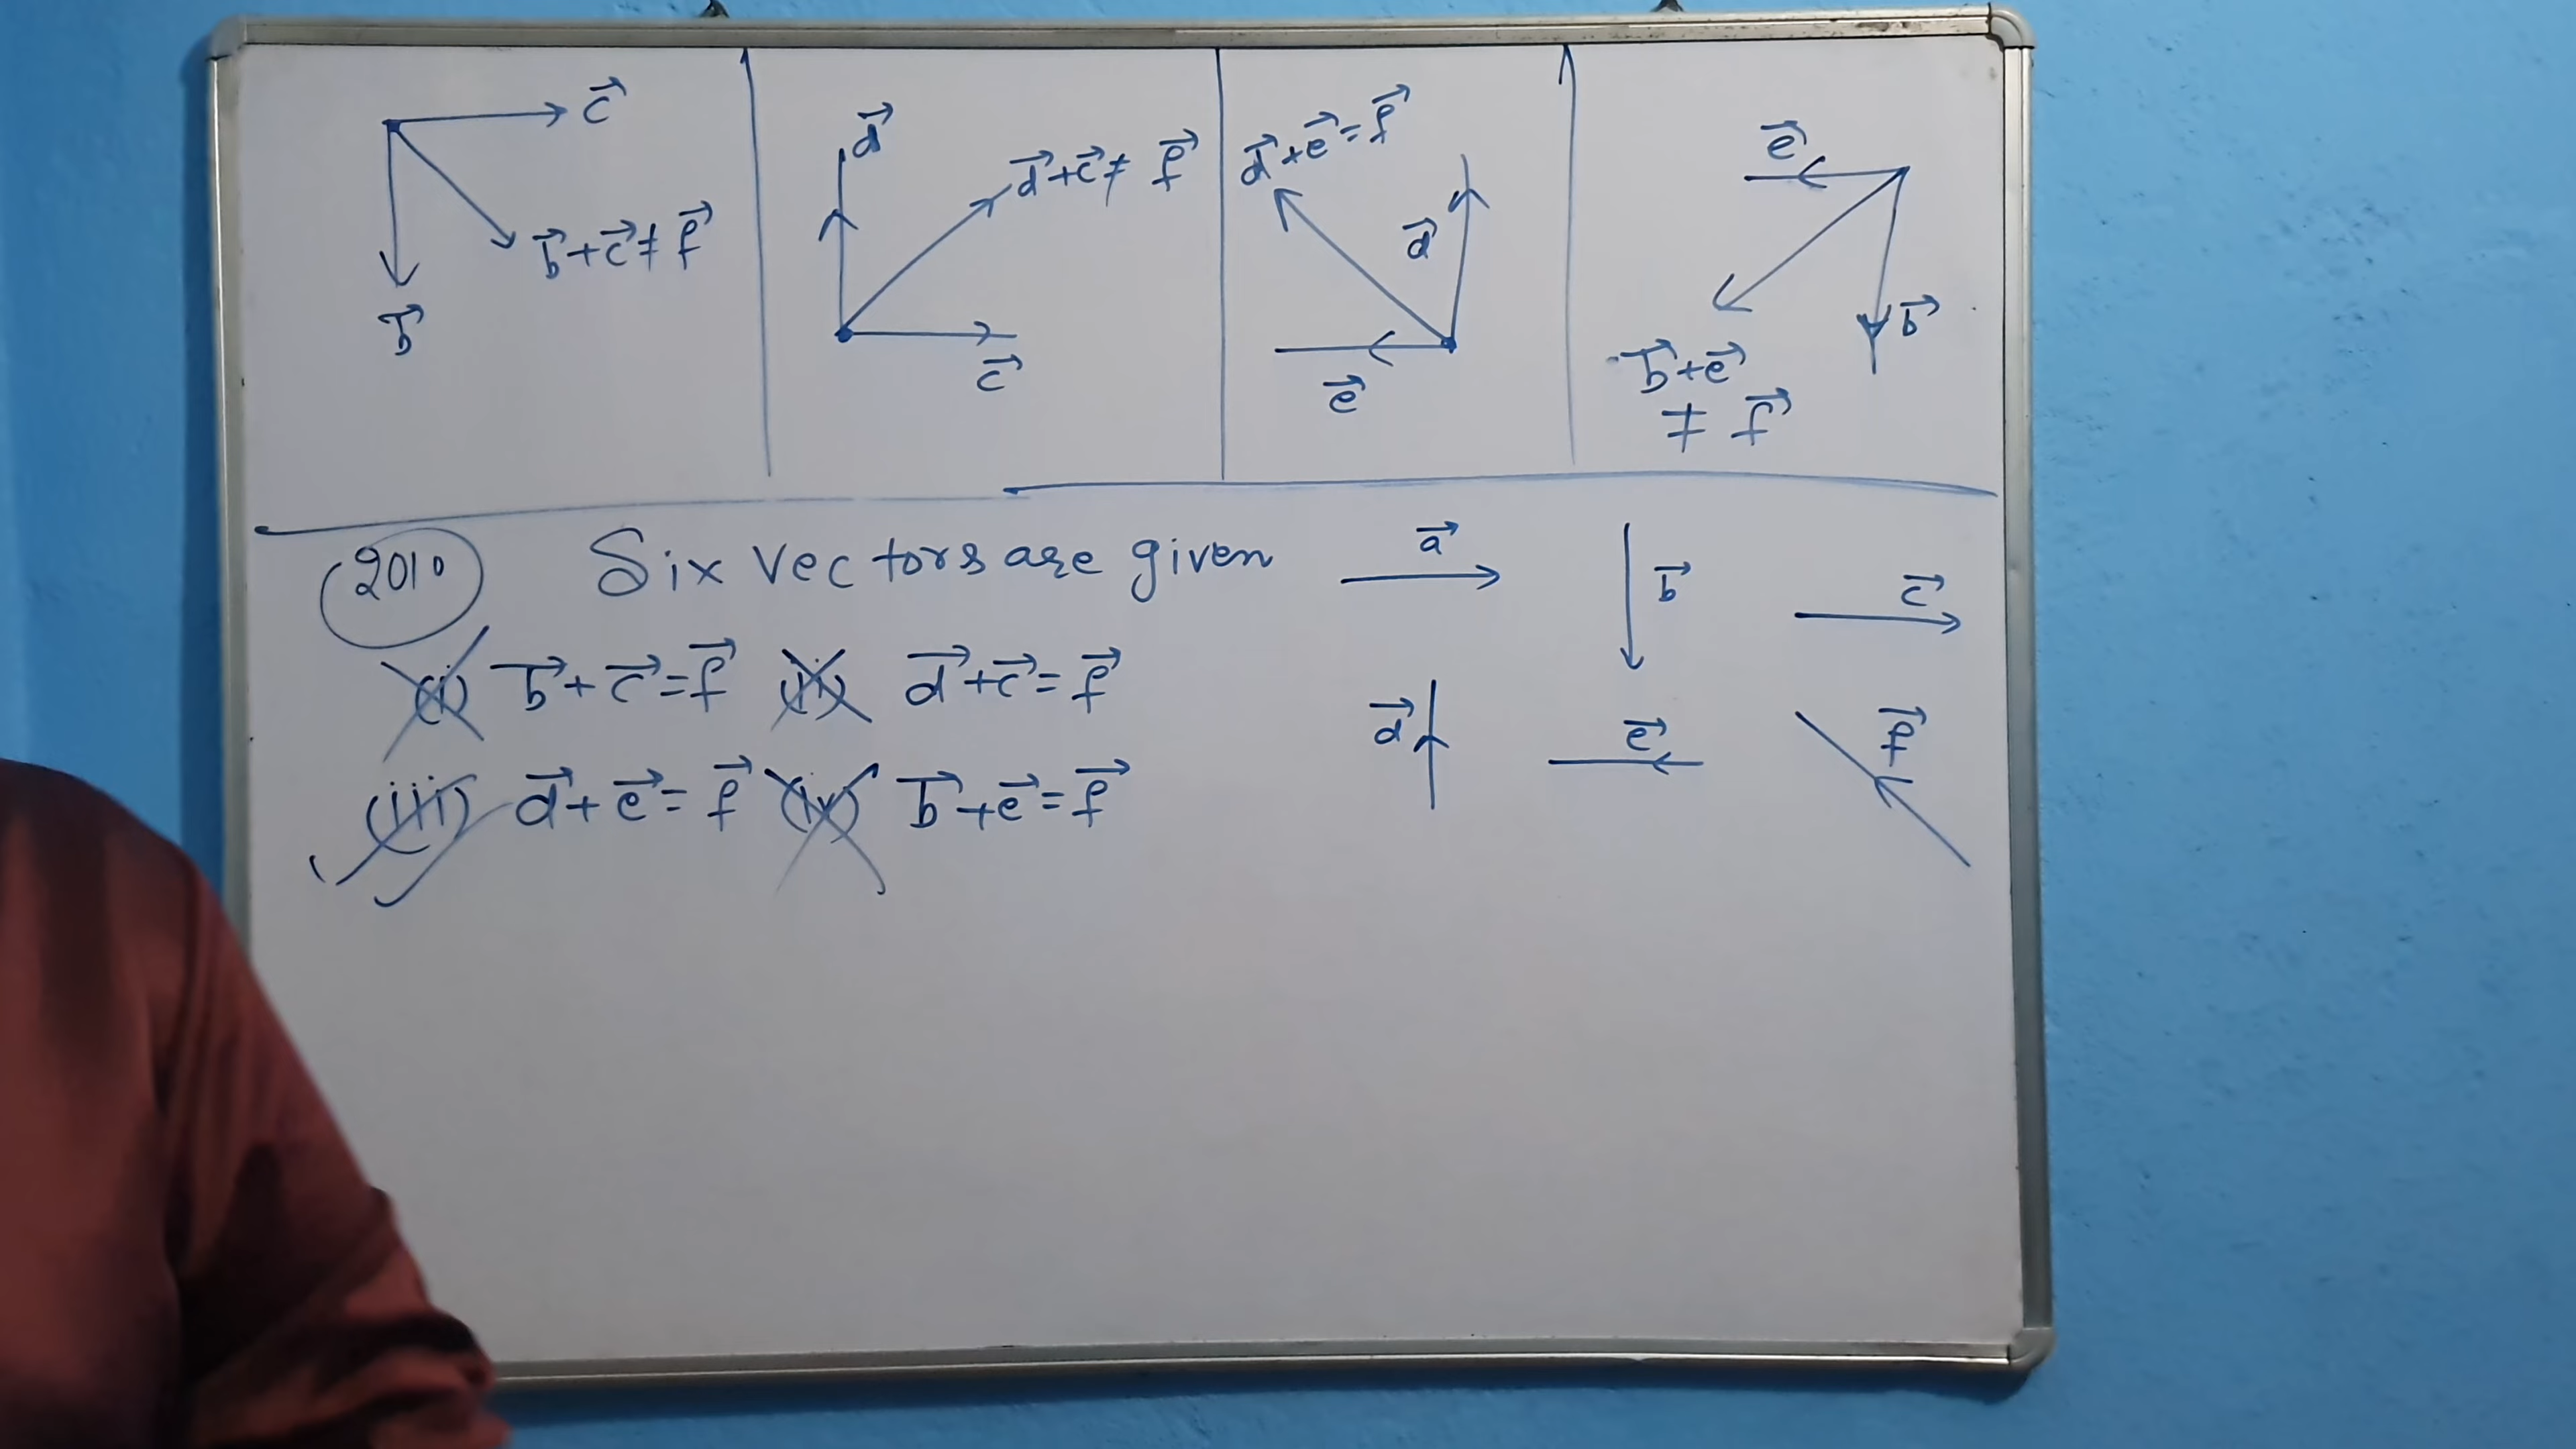 c⃗
b⃗+c⃗≠f⃗
b⃗
d⃗
d⃗+c⃗≠f⃗
c⃗
d⃗+e⃗=f⃗
d⃗
e⃗
e⃗
b⃗
b⃗+e⃗
≠ f⃗
2010 Six vectors are given
a⃗ b⃗ c⃗
(i) b⃗+c⃗=f⃗ (ii) d⃗+c⃗=f⃗
d⃗ e⃗ f⃗
(iii) d⃗+e⃗=f⃗ (iv) b⃗+e⃗=f⃗